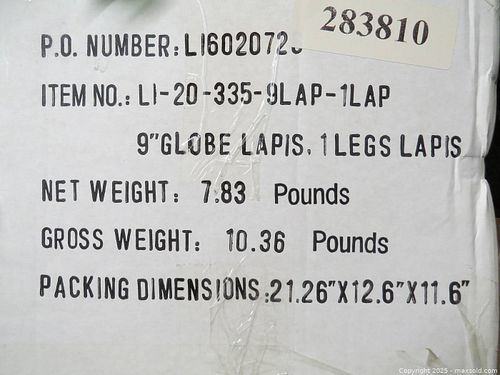 283810
P.O. NUMBER: LI602072
ITEM NO.: LI-20-335-9LAP-1LAP
9"GLOBE LAPIS. 1 LEGS LAPIS
NET WEIGHT: 7.83 Pounds
GROSS WEIGHT: 10.36 Pounds
PACKING DIMENSIONS:21.26"X12.6"X11.6"
Copyright 2025 - maxsold.com